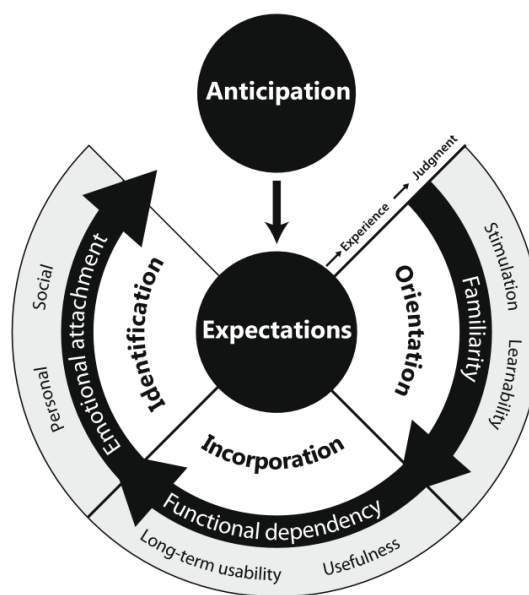 Anticipation
Expectations
Experience
Judgment
Orientation
Familiarity
Stimulation
Learnability
Incorporation
Functional dependency
Usefulness
Long-term usability
Identification
Emotional attachment
Personal
Social